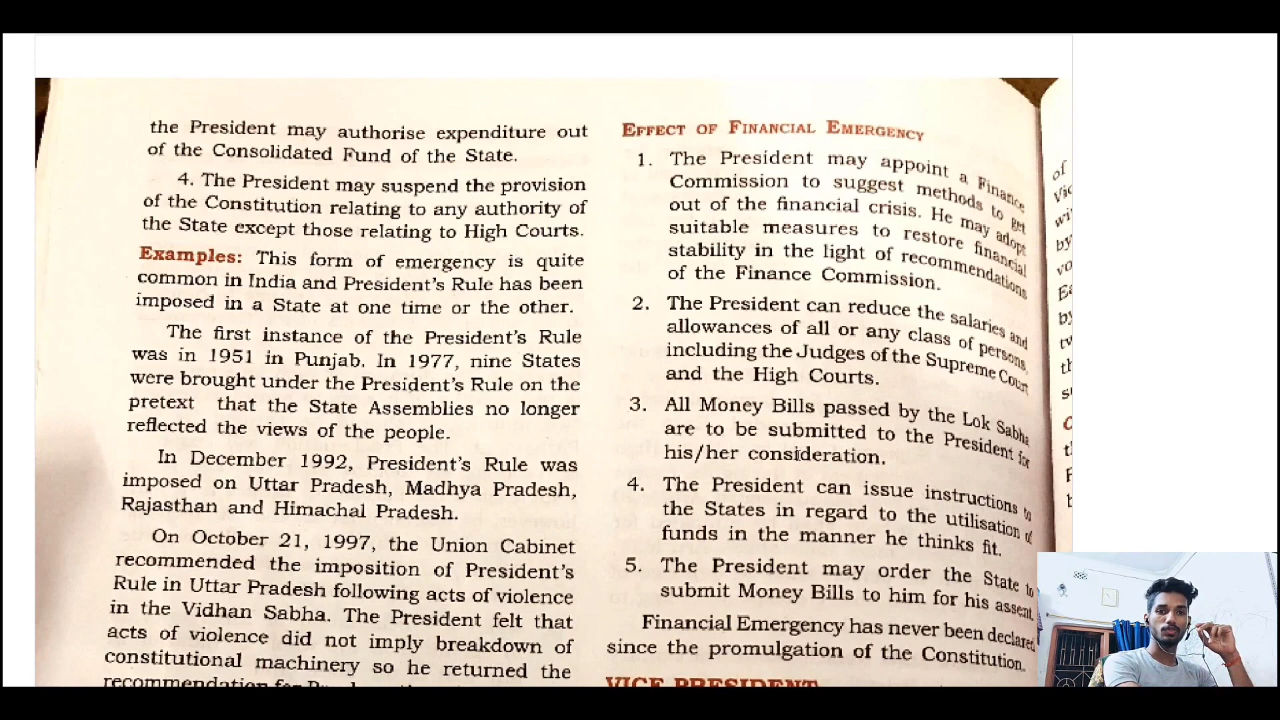 the President may authorise expenditure out
of the Consolidated Fund of the State.
4. The President may suspend the provision
of the Constitution relating to any authority of
the State except those relating to High Courts.
Examples: This form of emergency is quite
common in India and President's Rule has been
imposed in a State at one time or the other.
The first instance of the President's Rule
was in 1951 in Punjab. In 1977, nine States
were brought under the President's Rule on the
pretext that the State Assemblies no longer
reflected the views of the people.
In December 1992, President's Rule was
imposed on Uttar Pradesh, Madhya Pradesh,
Rajasthan and Himachal Pradesh.
On October 21, 1997, the Union Cabinet
recommended the imposition of President's
Rule in Uttar Pradesh following acts of violence
in the Vidhan Sabha. The President felt that
acts of violence did not imply breakdown of
constitutional machinery so he returned the
recommendation for
EFFECT OF FINANCIAL EMERGENCY
1. The President may appoint a Finance
Commission to suggest methods to get
out of the financial crisis. He may adopt
suitable measures to restore financial
stability in the light of recommendations
of the Finance Commission.
2. The President can reduce the salaries and
allowances of all or any class of persons,
including the Judges of the Supreme Court
and the High Courts.
3. All Money Bills passed by the Lok Sabha
are to be submitted to the President for
his/her consideration.
4. The President can issue instructions to
the States in regard to the utilisation of
funds in the manner he thinks fit.
5. The President may order the State to
submit Money Bills to him for his assent.
Financial Emergency has never been declared
since the promulgation of the Constitution.
VICE PRESIDENT
of